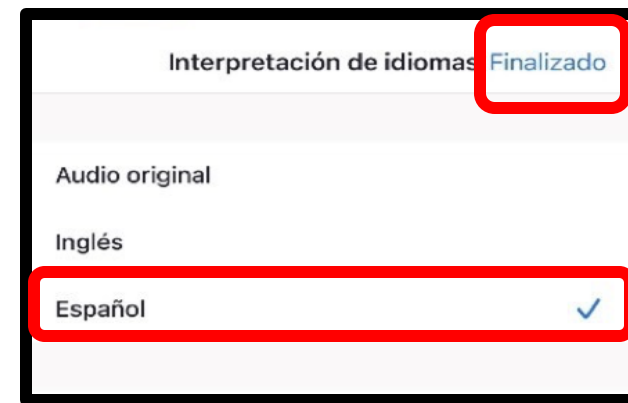 Interpretación de idiomas Finalizado
Audio original
Inglés
Español